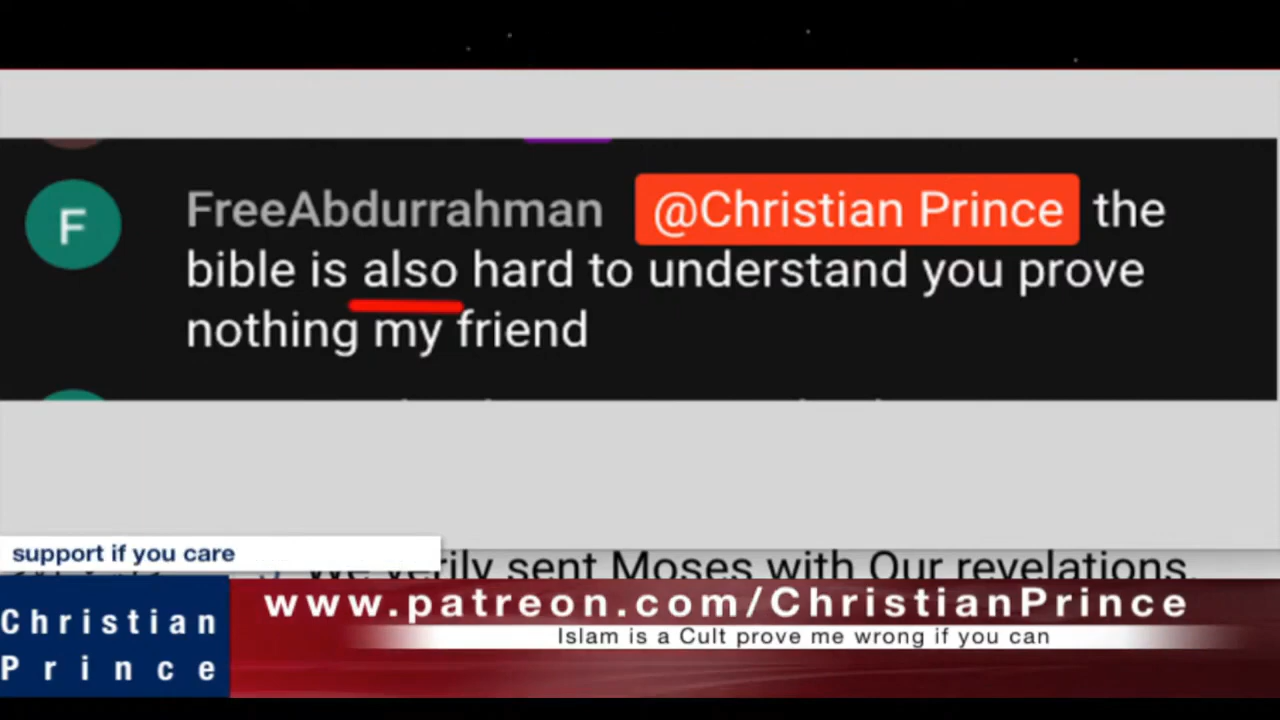 F
FreeAbdurrahman @Christian Prince the
bible is also hard to understand you prove
nothing my friend
support if you care
We verily sent Moses with Our revelations,
Christian
Prince
www.patreon.com/ChristianPrince
Islam is a Cult prove me wrong if you can